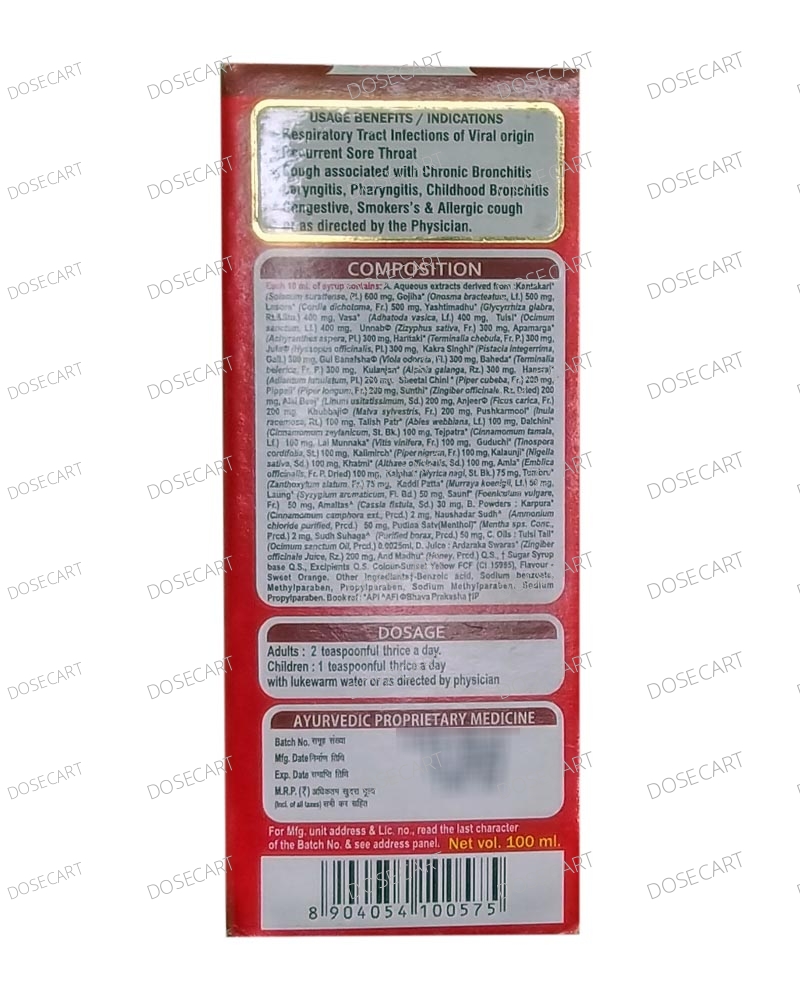 USAGE BENEFITS / INDICATIONS
Respiratory Tract Infections of Viral origin
Recurrent Sore Throat
Cough associated with Chronic Bronchitis
Laryngitis, Pharyngitis, Childhood Bronchitis
Congestive, Smokers's & Allergic cough
or as directed by the Physician.
COMPOSITION
Each 10 mL of syrup contains: A. Aqueous extracts derived from :Kantakari*
(Solanum surattense, Pl.) 600 mg, Gojiha* (Onosma bracteatum, Lf.) 500 mg,
(Cordia dichotoma, Fr.) 500 mg, Yashtimadhu* (Glycyrrhiza glabra,
Rt.&Stn.) 400 mg, Vasa* (Adhatoda vasica, Lf.) 400 mg, Tulsi* (Ocimum
sanctum, Lf.) 400 mg, Unnab (Zizyphus sativa, Fr.) 300 mg, Apamarga*
(Achyranthes aspera, Pl.) 300 mg, Haritaki* (Terminalia chebula, Fr. P.) 300 mg,
(Hyssopus officinalis, Pl.) 300 mg, Kakra Singhi* (Pistacia integerrima,
Gall.) 300 mg, Gul Banafsha (Viola odorata, Pl.) 300 mg, Baheda* (Terminalia
belerica, Fr. P.) 300 mg, Kulanjan* (Alpinia galanga, Rz.) 300 mg, Hansraj*
(Adiantum lunulatum, Pl.) 200 mg, Sheetal Chini* (Piper cubeba, Fr.) 200 mg,
Pippali* (Piper longum, Fr.) 200 mg, Sunthi* (Zingiber officinale, Rz. Dried) 200
mg, Alsi Beej* (Linum usitatissimum, Sd.) 200 mg, Anjeer (Ficus carica, Fr.)
200 mg, Khubbaji (Malva sylvestris, Fr.) 200 mg, Pushkarmool* (Inula
racemosa, Rt.) 100 mg, Talish Patr* (Abies webbiana, Lf.) 100 mg, Dalchini*
(Cinnamomum zeylanicum, St. Bk.) 100 mg, Tejpatra* (Cinnamomum tamala,
Lf.) 100 mg, Lal Munnaka* (Vitis vinifera, Fr.) 100 mg, Guduchi* (Tinospora
cordifolia, St.) 100 mg, Kalimirch* (Piper nigrum, Fr.) 100 mg, Kalaunji* (Nigella
sativa, Sd.) 100 mg, Khatmi* (Althaea officinalis, Sd.) 100 mg, Amla* (Emblica
officinalis, Fr. P. Dried) 100 mg, Kaiphal* (Myrica nagi, St. Bk.) 75 mg, Tumbru*
(Zanthoxylum alatum, Fr.) 75 mg, Kaddi Patta* (Murraya koenigii, Lf.) 50 mg,
Laung* (Syzygium aromaticum, Fl. Bd.) 50 mg, Saunf* (Foeniculum vulgare,
Fr.) 50 mg, Amaltas^ (Cassia fistula, Sd.) 30 mg, B. Powders : Karpura*
(Cinnamomum camphora ext., Prcd.) 2 mg, Naushadar Sudh^ (Ammonium
chloride purified, Prcd.) 50 mg, Pudina Satv(Menthol)* (Mentha sps. Conc.,
Prcd.) 2 mg, Sudh Suhaga^ (Purified borax, Prcd.) 50 mg, C. Oils : Tulsi Tail*
(Ocimum sanctum Oil, Prcd.) 0.0025ml, D. Juice : Ardaraka Swaras* (Zingiber
officinale Juice, Rz.) 200 mg, And Madhu* (Honey, Prcd.) Q.S., † Sugar Syrup
base Q.S., Excipients Q.S. Colour-Sunset Yellow FCF (CI 15985), Flavour -
Sweet Orange. Other Ingredients†-Benzoic acid, Sodium benzoate,
Methylparaben, Propylparaben, Sodium Methylparaben, Sodium
Propylparaben. Book ref: *API ^AFI Bhava Prakasha †IP
DOSAGE
Adults : 2 teaspoonful thrice a day.
Children : 1 teaspoonful thrice a day
with lukewarm water or as directed by physician
AYURVEDIC PROPRIETARY MEDICINE
Batch No. समूह संख्या
Mfg. Date निर्माण तिथि
Exp. Date समाप्ति तिथि
M.R.P. (₹) अधिकतम खुदरा मूल्य
(Incl. of all taxes) सभी कर सहित
For Mfg. unit address & Lic. no., read the last character
of the Batch No. & see address panel. Net vol. 100 ml.
8 904054 100575
DOSECART